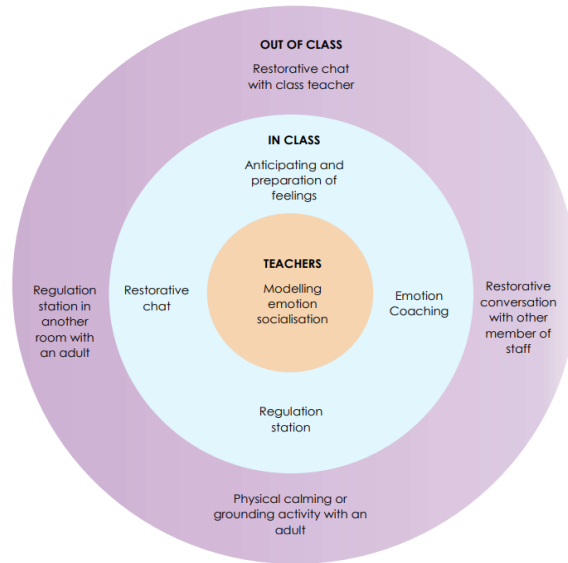 OUT OF CLASS
Restorative chat
with class teacher
IN CLASS
Anticipating and
preparation of
feelings
TEACHERS
Modelling
emotion
socialisation
Regulation
station in
another
room with
an adult
Restorative
chat
Emotion
Coaching
Restorative
conversation
with other
member of
staff
Regulation
station
Physical calming or
grounding activity with an
adult